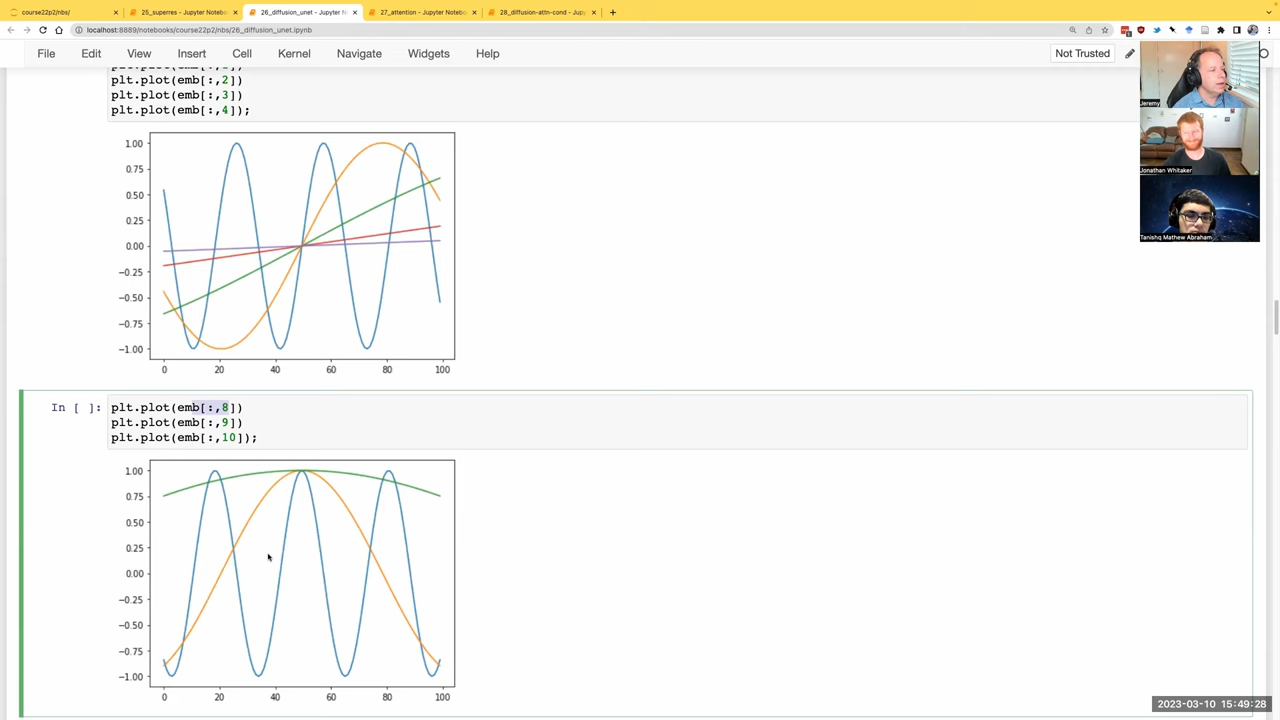 course22p2/nbs/
25_superres - Jupyter Notebo
26_diffusion_unet - Jupyter N
27_attention - Jupyter Notebo
28_diffusion-attn-cond - Jupy
localhost:8889/notebooks/course22p2/nbs/26_diffusion_unet.ipynb
File Edit View Insert Cell Kernel Navigate Widgets Help
Not Trusted
plt.plot(emb[:,2])
plt.plot(emb[:,3])
plt.plot(emb[:,4]);
1.00
0.75
0.50
0.25
0.00
−0.25
−0.50
−0.75
−1.00
0 20 40 60 80 100
Jeremy
Jonathan Whitaker
Tanishq Mathew Abraham
In [ ]:
plt.plot(emb[:,8])
plt.plot(emb[:,9])
plt.plot(emb[:,10]);
1.00
0.75
0.50
0.25
0.00
−0.25
−0.50
−0.75
−1.00
0 20 40 60 80 100
2023-03-10 15:49:28